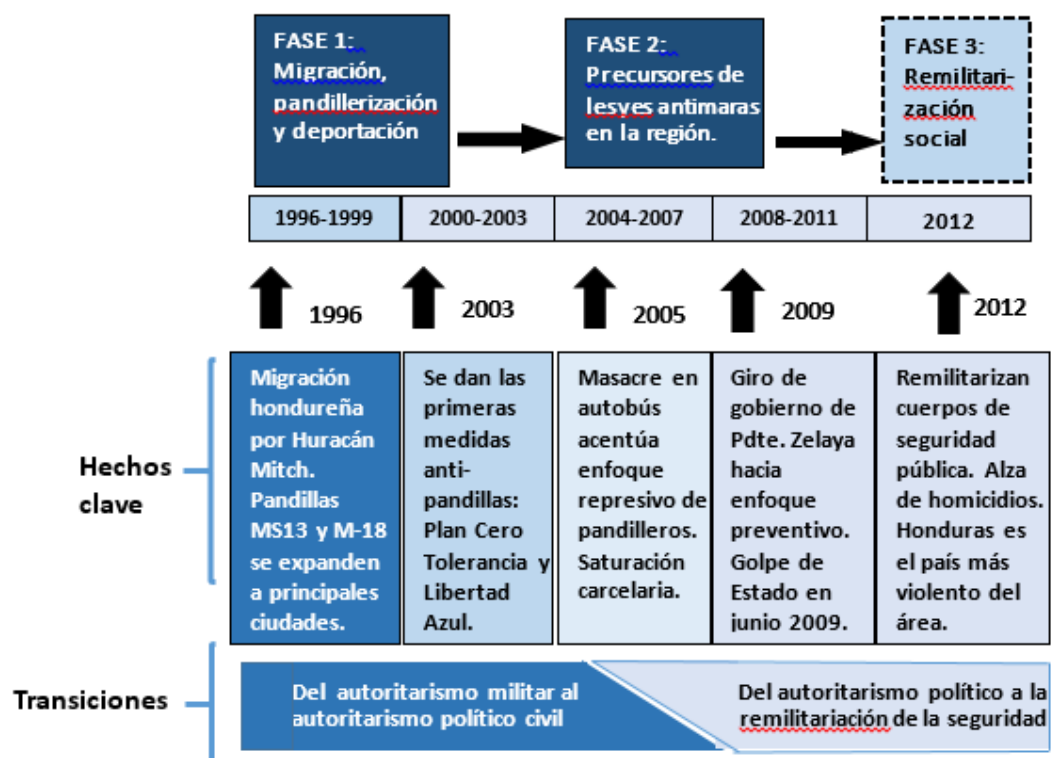 FASE 1:
Migración,
pandillerización
y deportación
FASE 2:
Precursores de
lesves antimaras
en la región.
FASE 3:
Remilitari-
zación
social
1996-1999
2000-2003
2004-2007
2008-2011
2012
1996
2003
2005
2009
2012
Hechos
clave
Migración
hondureña
por Huracán
Mitch.
Pandillas
MS13 y M-18
se expanden
a principales
ciudades.
Se dan las
primeras
medidas
anti-
pandillas:
Plan Cero
Tolerancia y
Libertad
Azul.
Masacre en
autobús
acentúa
enfoque
represivo de
pandilleros.
Saturación
carcelaria.
Giro de
gobierno de
Pdte. Zelaya
hacia
enfoque
preventivo.
Golpe de
Estado en
junio 2009.
Remilitarizan
cuerpos de
seguridad
pública. Alza
de homicidios.
Honduras es
el país más
violento del
área.
Transiciones
Del autoritarismo militar al
autoritarismo político civil
Del autoritarismo político a la
remilitariación de la seguridad